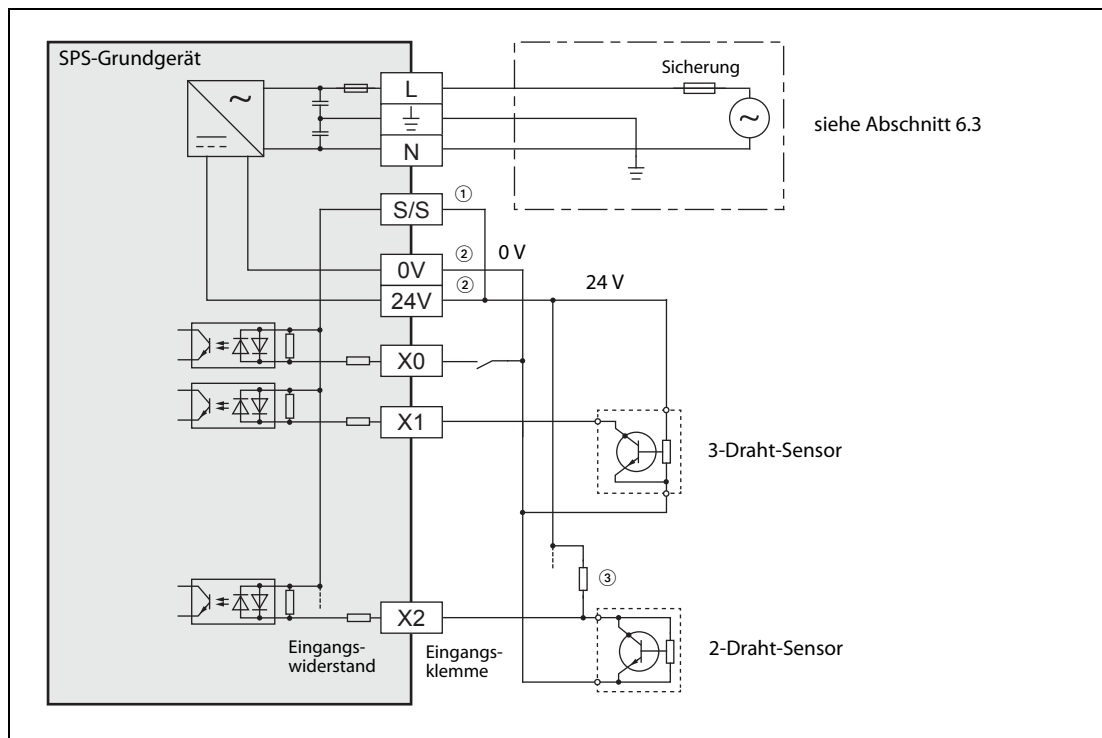 SPS-Grundgerät
Sicherung
L
N
siehe Abschnitt 6.3
S/S
①
0V
②
0 V
24V
②
24 V
X0
X1
3-Draht-Sensor
③
X2
Eingangs-
widerstand
Eingangs-
klemme
2-Draht-Sensor